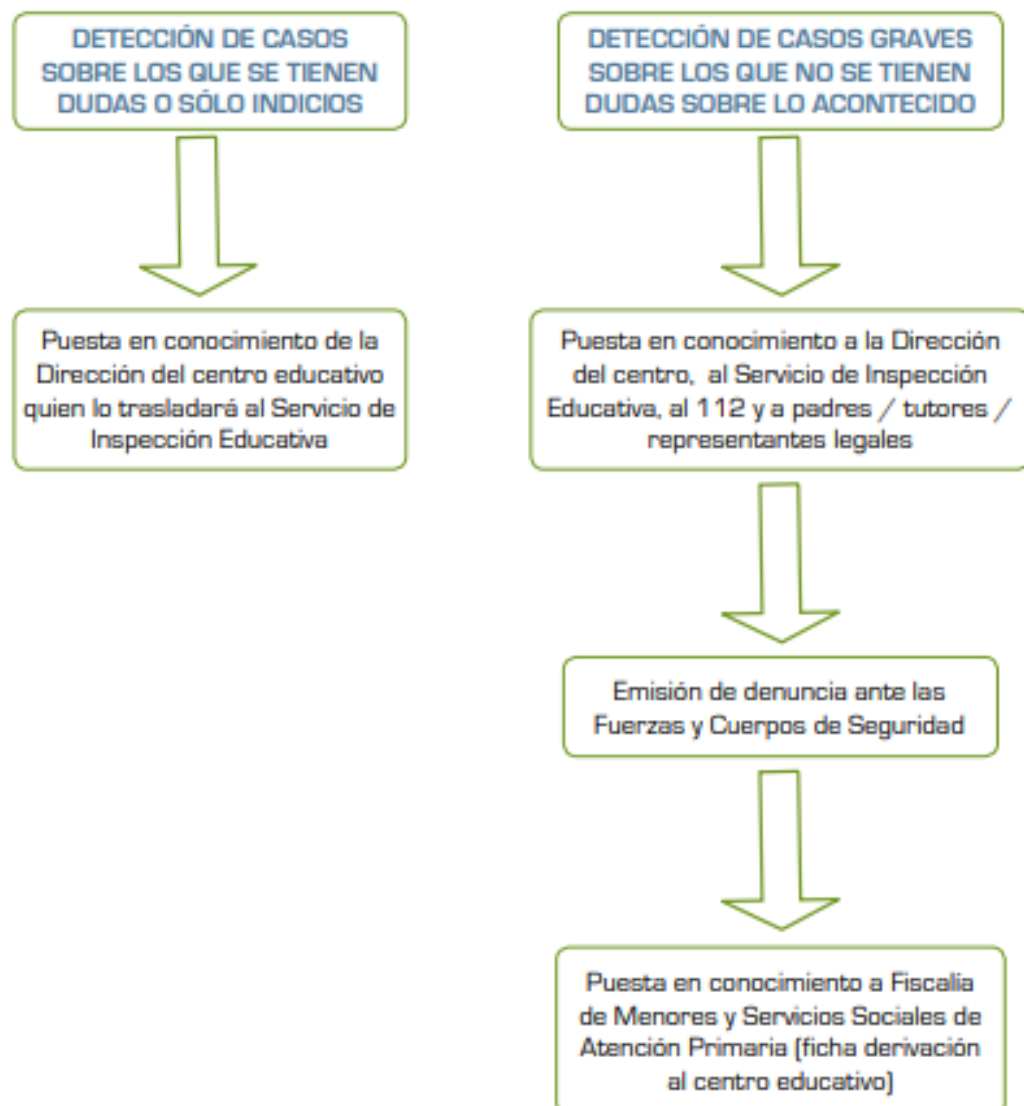 DETECCIÓN DE CASOS
SOBRE LOS QUE SE TIENEN
DUDAS O SÓLO INDICIOS
Puesta en conocimiento de la
Dirección del centro educativo
quien lo trasladará al Servicio de
Inspección Educativa
DETECCIÓN DE CASOS GRAVES
SOBRE LOS QUE NO SE TIENEN
DUDAS SOBRE LO ACONTECIDO
Puesta en conocimiento a la Dirección
del centro, al Servicio de Inspección
Educativa, al 112 y a padres / tutores /
representantes legales
Emisión de denuncia ante las
Fuerzas y Cuerpos de Seguridad
Puesta en conocimiento a Fiscalía
de Menores y Servicios Sociales de
Atención Primaria (ficha derivación
al centro educativo)